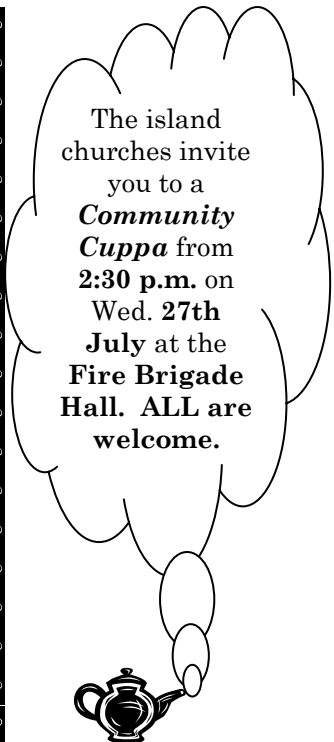 The island
churches invite
you to a
Community
Cuppa from
2:30 p.m. on
Wed. 27th
July at the
Fire Brigade
Hall.  ALL are
welcome.